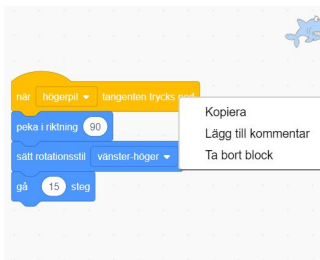 när högerpil tangenten trycks ned
peka i riktning 90
sätt rotationsstil vänster-höger
gå 15 steg
Kopiera
Lägg till kommentar
Ta bort block